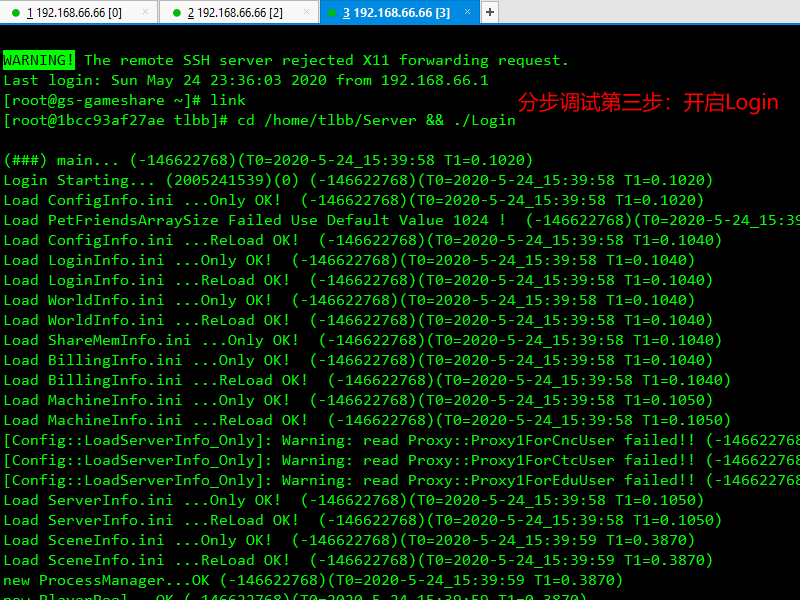 1 192.168.66.66 [0] × 2 192.168.66.66 [2] × 3 192.168.66.66 [3] × +
WARNING! The remote SSH server rejected X11 forwarding request.
Last login: Sun May 24 23:36:03 2020 from 192.168.66.1
[root@gs-gameshare ~]# link
分步调试第三步：开启Login
[root@1bcc93af27ae tlbb]# cd /home/tlbb/Server && ./Login
(###) main... (-146622768)(T0=2020-5-24_15:39:58 T1=0.1020)
Login Starting... (2005241539)(0) (-146622768)(T0=2020-5-24_15:39:58 T1=0.1020)
Load ConfigInfo.ini ...Only OK!  (-146622768)(T0=2020-5-24_15:39:58 T1=0.1020)
Load PetFriendsArraySize Failed Use Default Value 1024 !  (-146622768)(T0=2020-5-24_15:39
Load ConfigInfo.ini ...ReLoad OK!  (-146622768)(T0=2020-5-24_15:39:58 T1=0.1040)
Load LoginInfo.ini ...Only OK!  (-146622768)(T0=2020-5-24_15:39:58 T1=0.1040)
Load LoginInfo.ini ...ReLoad OK!  (-146622768)(T0=2020-5-24_15:39:58 T1=0.1040)
Load WorldInfo.ini ...Only OK!  (-146622768)(T0=2020-5-24_15:39:58 T1=0.1040)
Load WorldInfo.ini ...ReLoad OK!  (-146622768)(T0=2020-5-24_15:39:58 T1=0.1040)
Load ShareMemInfo.ini ...Only OK!  (-146622768)(T0=2020-5-24_15:39:58 T1=0.1040)
Load BillingInfo.ini ...Only OK!  (-146622768)(T0=2020-5-24_15:39:58 T1=0.1040)
Load BillingInfo.ini ...ReLoad OK!  (-146622768)(T0=2020-5-24_15:39:58 T1=0.1040)
Load MachineInfo.ini ...Only OK!  (-146622768)(T0=2020-5-24_15:39:58 T1=0.1050)
Load MachineInfo.ini ...ReLoad OK!  (-146622768)(T0=2020-5-24_15:39:58 T1=0.1050)
[Config::LoadServerInfo_Only]: Warning: read Proxy::Proxy1ForCncUser failed!! (-146622768
[Config::LoadServerInfo_Only]: Warning: read Proxy::Proxy1ForCtcUser failed!! (-146622768
[Config::LoadServerInfo_Only]: Warning: read Proxy::Proxy1ForEduUser failed!! (-146622768
Load ServerInfo.ini ...Only OK!  (-146622768)(T0=2020-5-24_15:39:58 T1=0.1050)
Load ServerInfo.ini ...ReLoad OK!  (-146622768)(T0=2020-5-24_15:39:58 T1=0.1050)
Load SceneInfo.ini ...Only OK!  (-146622768)(T0=2020-5-24_15:39:59 T1=0.3870)
Load SceneInfo.ini ...ReLoad OK!  (-146622768)(T0=2020-5-24_15:39:59 T1=0.3870)
new ProcessManager...OK (-146622768)(T0=2020-5-24_15:39:59 T1=0.3870)
new PlayerPool...OK (-146622768)(T0=2020-5-24_15:39:59 T1=0.3870)